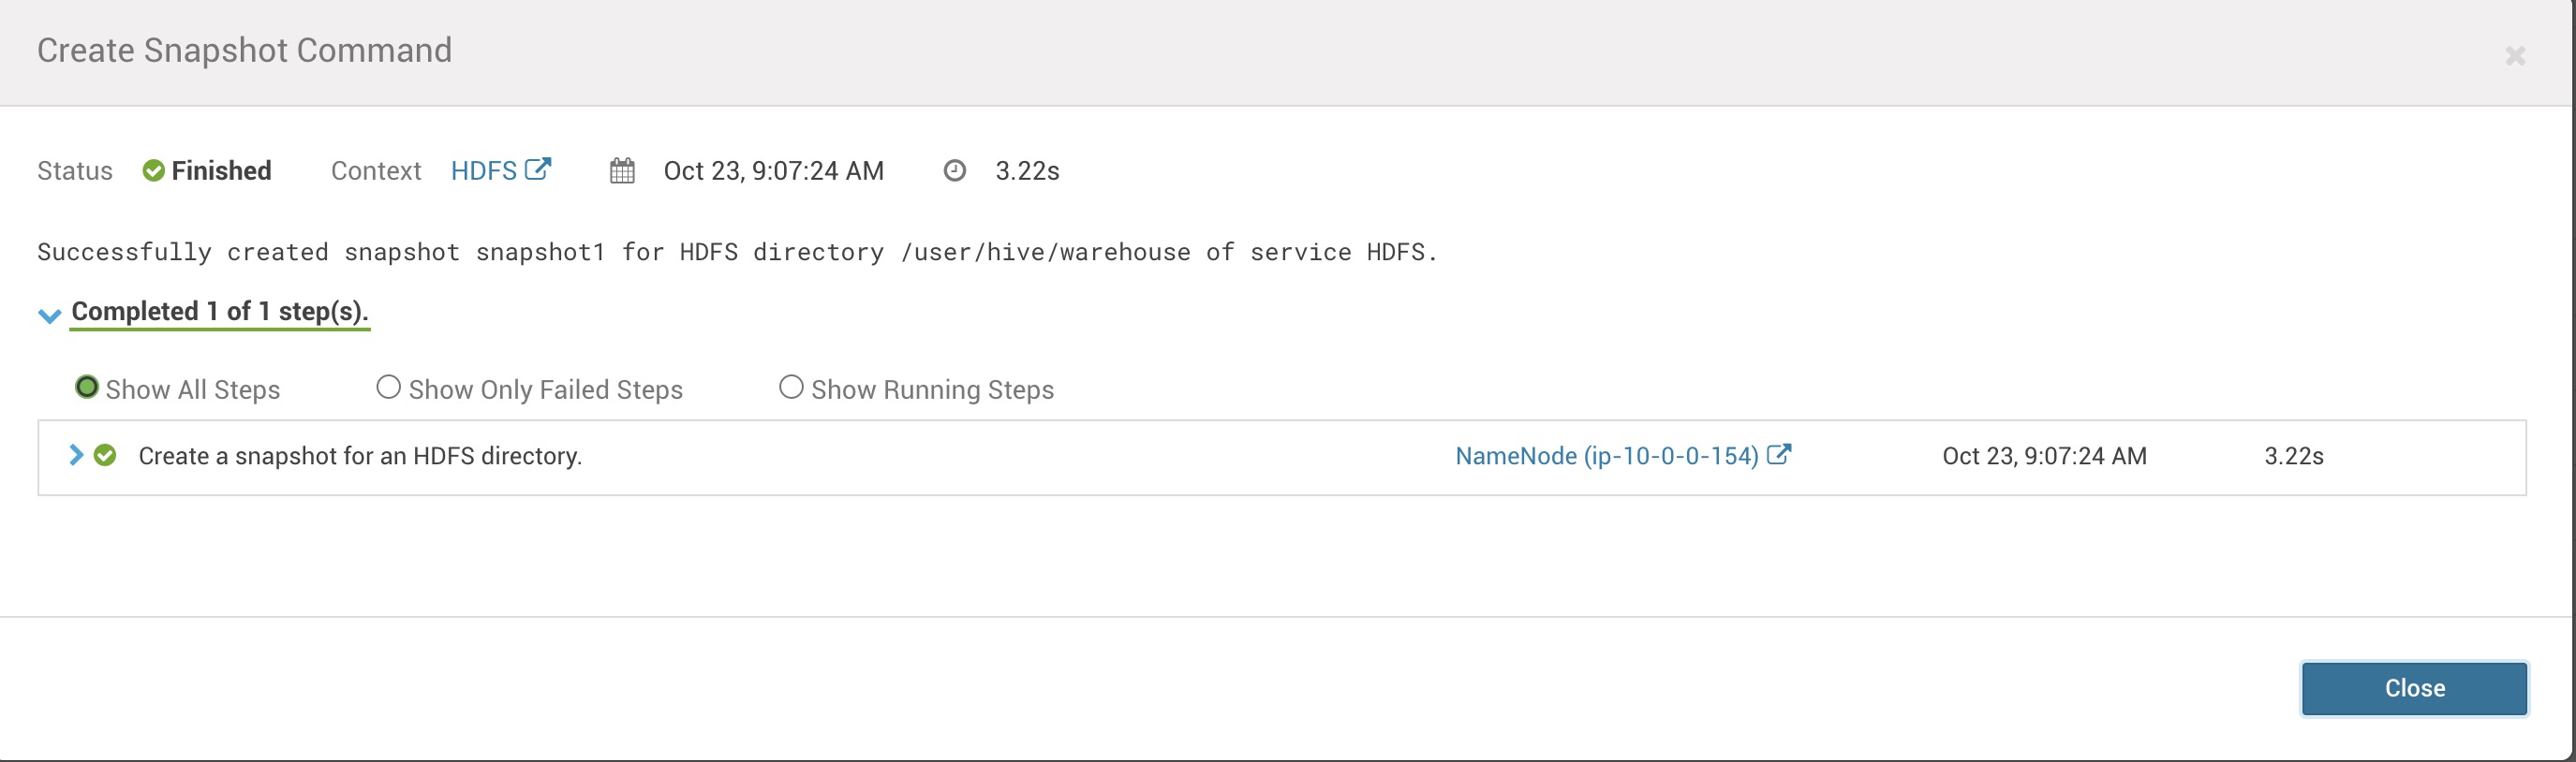 Create Snapshot Command
Status Finished Context HDFS Oct 23, 9:07:24 AM 3.22s
Successfully created snapshot snapshot1 for HDFS directory /user/hive/warehouse of service HDFS.
Completed 1 of 1 step(s).
Show All Steps Show Only Failed Steps Show Running Steps
Create a snapshot for an HDFS directory. NameNode (ip-10-0-0-154) Oct 23, 9:07:24 AM 3.22s
Close